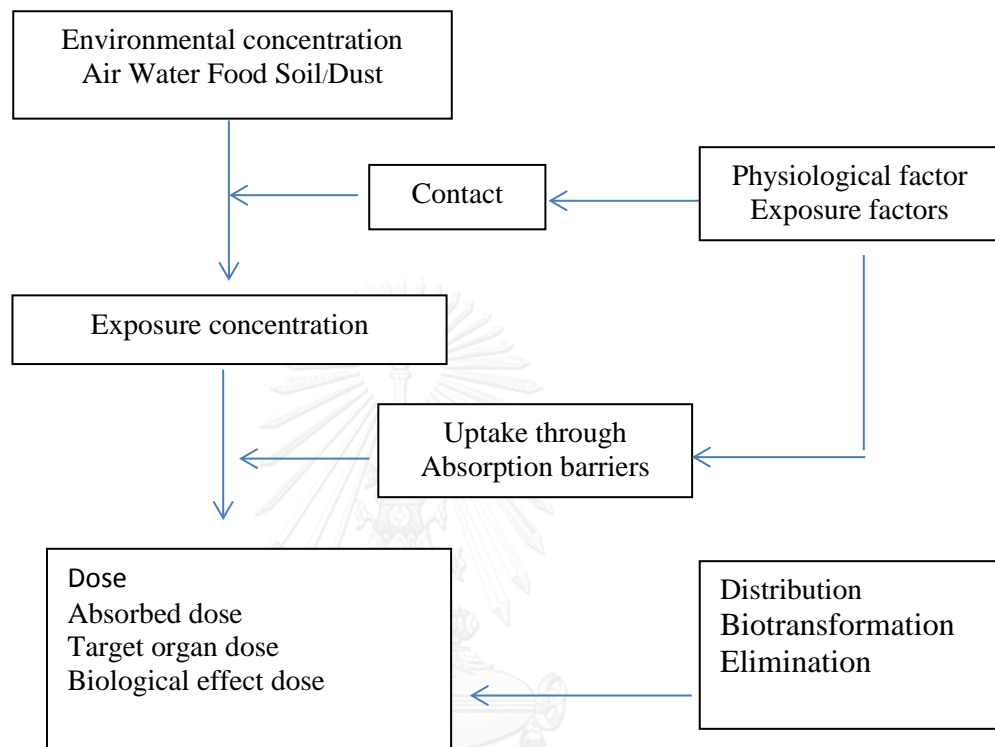 Environmental concentration
Air Water Food Soil/Dust
Contact
Physiological factor
Exposure factors
Exposure concentration
Uptake through
Absorption barriers
Dose
Absorbed dose
Target organ dose
Biological effect dose
Distribution
Biotransformation
Elimination